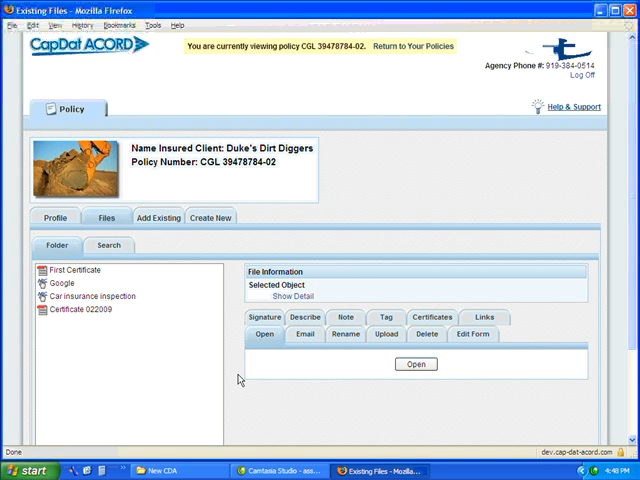 Existing Files - Mozilla Firefox
File Edit View History Bookmarks Tools Help
CapDat ACORD
You are currently viewing policy CGL 39478784-02. Return to Your Policies
Agency Phone #: 919-384-0514
Log Off
Policy
Help & Support
Name Insured Client: Duke's Dirt Diggers
Policy Number: CGL 39478784-02
Profile Files Add Existing Create New
Folder Search
First Certificate
Google
Car insurance inspection
Certificate 022009
File Information
Selected Object
Show Detail
Signature Describe Note Tag Certificates Links
Open Email Rename Upload Delete Edit Form
Open
Done
dev.cap-dat-acord.com
start
New CDA
Camtasia Studio - ass...
Existing Files - Mozilla...
4:48 PM